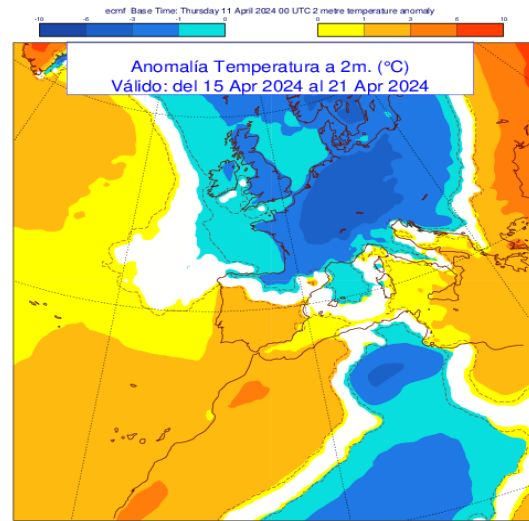 ecmf Base Time: Thursday 11 April 2024 00 UTC 2 metre temperature anomaly
-10 -6 -3 -1 0 0 1 3 6 10
Anomalía Temperatura a 2m. (°C)
Válido: del 15 Apr 2024 al 21 Apr 2024